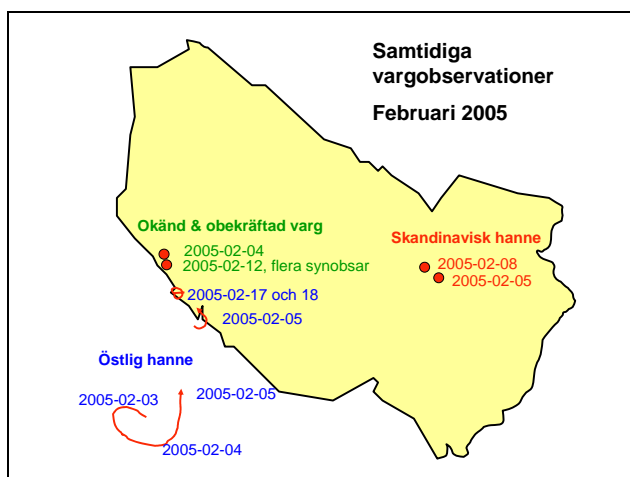 Samtidiga
vargobservationer
Februari 2005
Okänd & obekräftad varg
2005-02-04
2005-02-12, flera synobsar
Skandinavisk hanne
2005-02-08
2005-02-05
2005-02-17 och 18
2005-02-05
Östlig hanne
2005-02-03
2005-02-05
2005-02-04